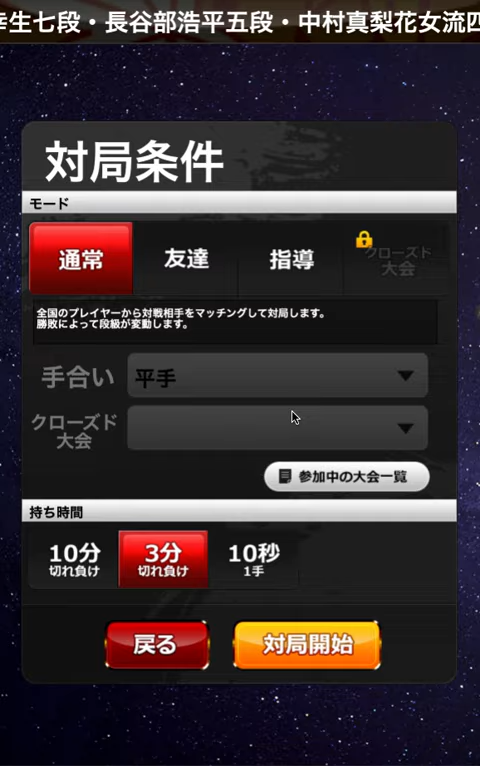 幸生七段・長谷部浩平五段・中村真梨花女流四
対局条件
モード
通常
友達
指導
クローズド
大会
全国のプレイヤーから対戦相手をマッチングして対局します。
勝敗によって段級が変動します。
手合い
平手
クローズド
大会
参加中の大会一覧
持ち時間
10分
切れ負け
3分
切れ負け
10秒
1手
戻る
対局開始